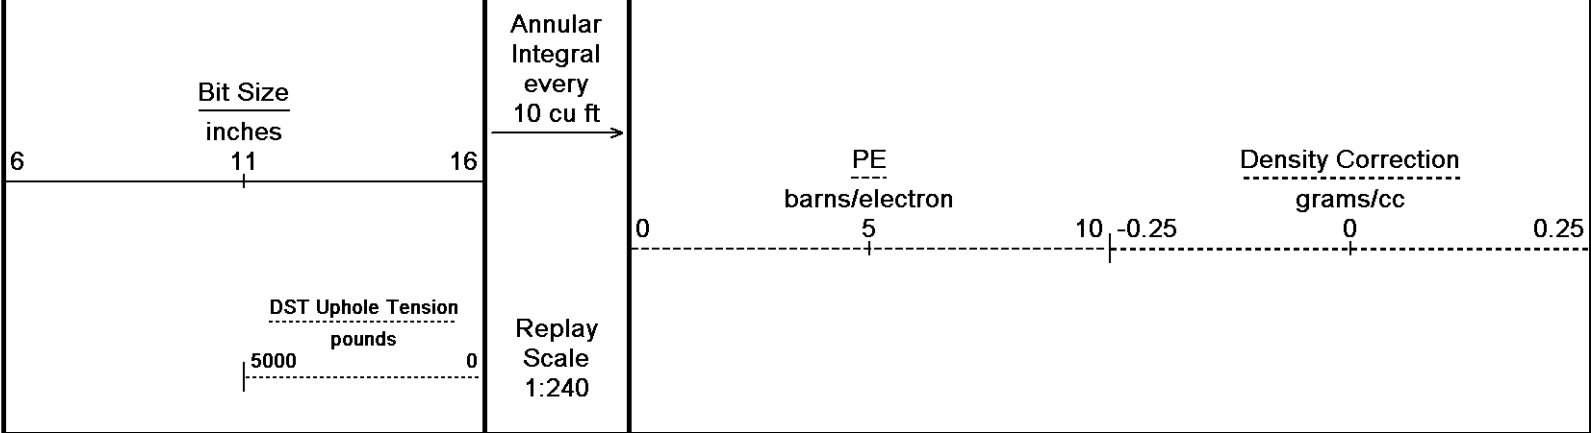 Bit Size
inches
6 11 16
DST Uphole Tension
pounds
5000 0
Annular
Integral
every
10 cu ft
Replay
Scale
1:240
PE
barns/electron
0 5 10
Density Correction
grams/cc
-0.25 0 0.25